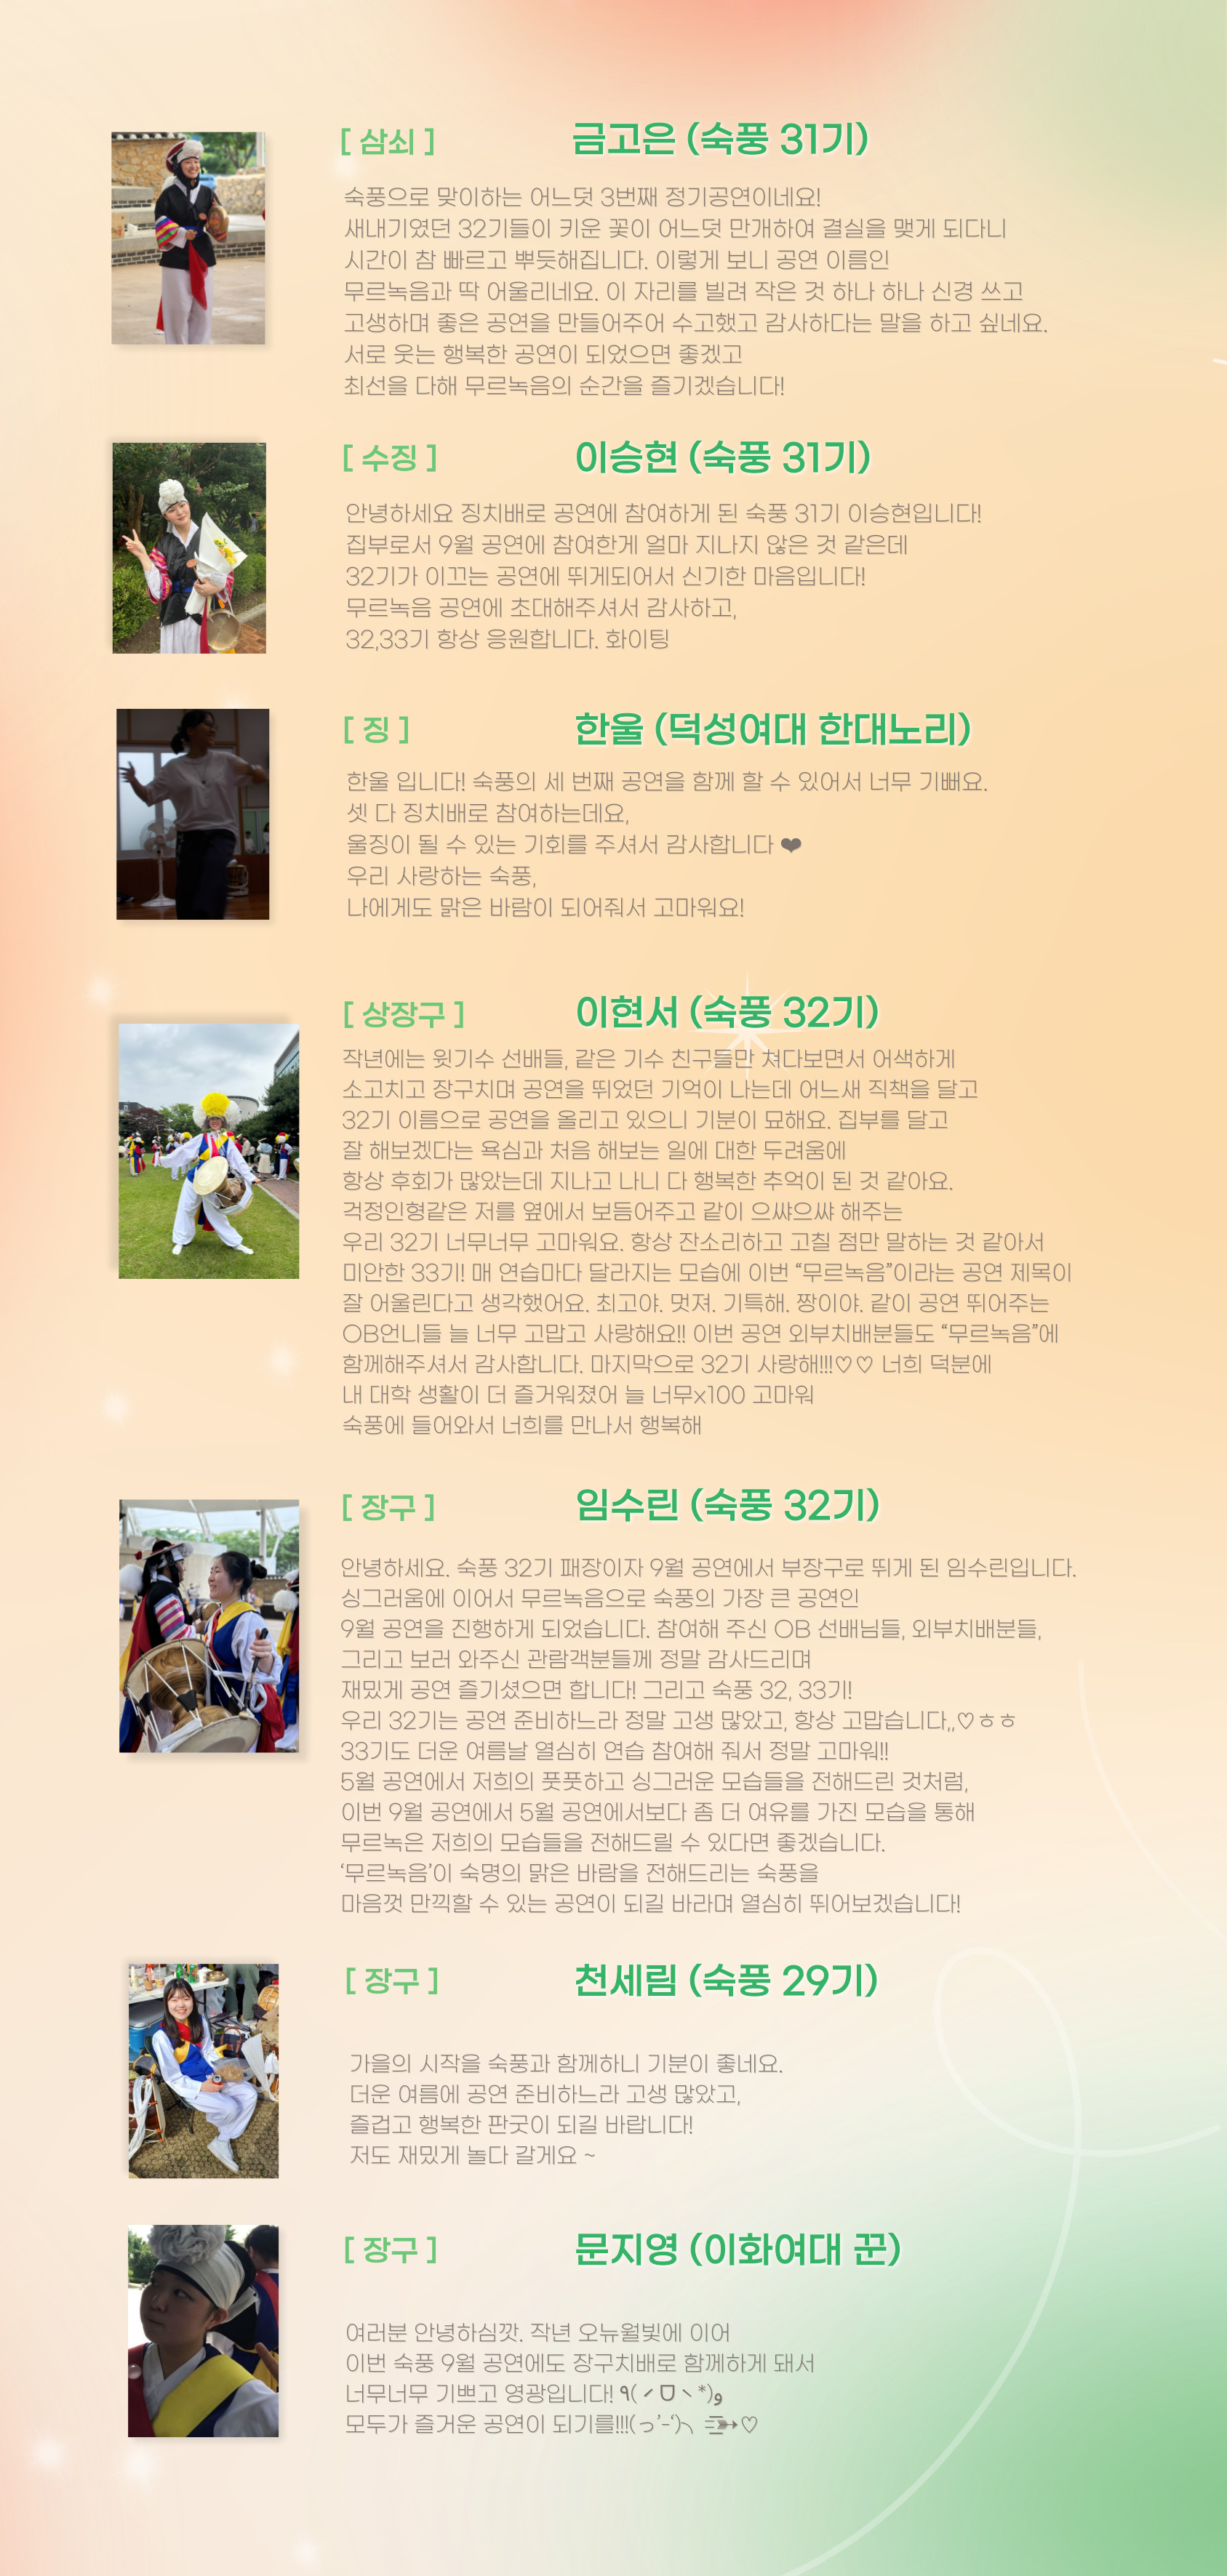 [ 삼쇠 ] 금고은 (숙풍 31기)
숙풍으로 맞이하는 어느덧 3번째 정기공연이네요!
새내기였던 32기들이 키운 꽃이 어느덧 만개하여 결실을 맺게 되다니
시간이 참 빠르고 뿌듯해집니다. 이렇게 보니 공연 이름인
무르녹음과 딱 어울리네요. 이 자리를 빌려 작은 것 하나 하나 신경 쓰고
고생하며 좋은 공연을 만들어주어 수고했고 감사하다는 말을 하고 싶네요.
서로 웃는 행복한 공연이 되었으면 좋겠고
최선을 다해 무르녹음의 순간을 즐기겠습니다!
[ 수징 ] 이승현 (숙풍 31기)
안녕하세요 징치배로 공연에 참여하게 된 숙풍 31기 이승현입니다!
집부로서 9월 공연에 참여한게 얼마 지나지 않은 것 같은데
32기가 이끄는 공연에 뛰게되어서 신기한 마음입니다!
무르녹음 공연에 초대해주셔서 감사하고,
32,33기 항상 응원합니다. 화이팅
[ 징 ] 한울 (덕성여대 한대노리)
한울 입니다! 숙풍의 세 번째 공연을 함께 할 수 있어서 너무 기뻐요.
셋 다 징치배로 참여하는데요,
울징이 될 수 있는 기회를 주셔서 감사합니다 ❤
우리 사랑하는 숙풍,
나에게도 맑은 바람이 되어줘서 고마워요!
[ 상장구 ] 이현서 (숙풍 32기)
작년에는 윗기수 선배들, 같은 기수 친구들만 쳐다보면서 어색하게
소고치고 장구치며 공연을 뛰었던 기억이 나는데 어느새 직책을 달고
32기 이름으로 공연을 올리고 있으니 기분이 묘해요. 집부를 달고
잘 해보겠다는 욕심과 처음 해보는 일에 대한 두려움에
항상 후회가 많았는데 지나고 나니 다 행복한 추억이 된 것 같아요.
걱정인형같은 저를 옆에서 보듬어주고 같이 으쌰으쌰 해주는
우리 32기 너무너무 고마워요. 항상 잔소리하고 고칠 점만 말하는 것 같아서
미안한 33기! 매 연습마다 달라지는 모습에 이번 “무르녹음”이라는 공연 제목이
잘 어울린다고 생각했어요. 최고야. 멋져. 기특해. 짱이야. 같이 공연 뛰어주는
OB언니들 늘 너무 고맙고 사랑해요!! 이번 공연 외부치배분들도 “무르녹음”에
함께해주셔서 감사합니다. 마지막으로 32기 사랑해!!!♡♡ 너희 덕분에
내 대학 생활이 더 즐거워졌어 늘 너무x100 고마워
숙풍에 들어와서 너희를 만나서 행복해
[ 장구 ] 임수린 (숙풍 32기)
안녕하세요. 숙풍 32기 패장이자 9월 공연에서 부장구로 뛰게 된 임수린입니다.
싱그러움에 이어서 무르녹음으로 숙풍의 가장 큰 공연인
9월 공연을 진행하게 되었습니다. 참여해 주신 OB 선배님들, 외부치배분들,
그리고 보러 와주신 관람객분들께 정말 감사드리며
재밌게 공연 즐기셨으면 합니다! 그리고 숙풍 32, 33기!
우리 32기는 공연 준비하느라 정말 고생 많았고, 항상 고맙습니다,,♡ㅎㅎ
33기도 더운 여름날 열심히 연습 참여해 줘서 정말 고마워!!
5월 공연에서 저희의 풋풋하고 싱그러운 모습들을 전해드린 것처럼,
이번 9월 공연에서 5월 공연에서보다 좀 더 여유를 가진 모습을 통해
무르녹은 저희의 모습들을 전해드릴 수 있다면 좋겠습니다.
‘무르녹음’이 숙명의 맑은 바람을 전해드리는 숙풍을
마음껏 만끽할 수 있는 공연이 되길 바라며 열심히 뛰어보겠습니다!
[ 장구 ] 천세림 (숙풍 29기)
가을의 시작을 숙풍과 함께하니 기분이 좋네요.
더운 여름에 공연 준비하느라 고생 많았고,
즐겁고 행복한 판굿이 되길 바랍니다!
저도 재밌게 놀다 갈게요 ~
[ 장구 ] 문지영 (이화여대 꾼)
여러분 안녕하심깟. 작년 오뉴월빛에 이어
이번 숙풍 9월 공연에도 장구치배로 함께하게 돼서
너무너무 기쁘고 영광입니다! ٩(ˊᗜˋ*)و
모두가 즐거운 공연이 되기를!!!(っ’-‘)╮ =͟͟͞͞➳♡